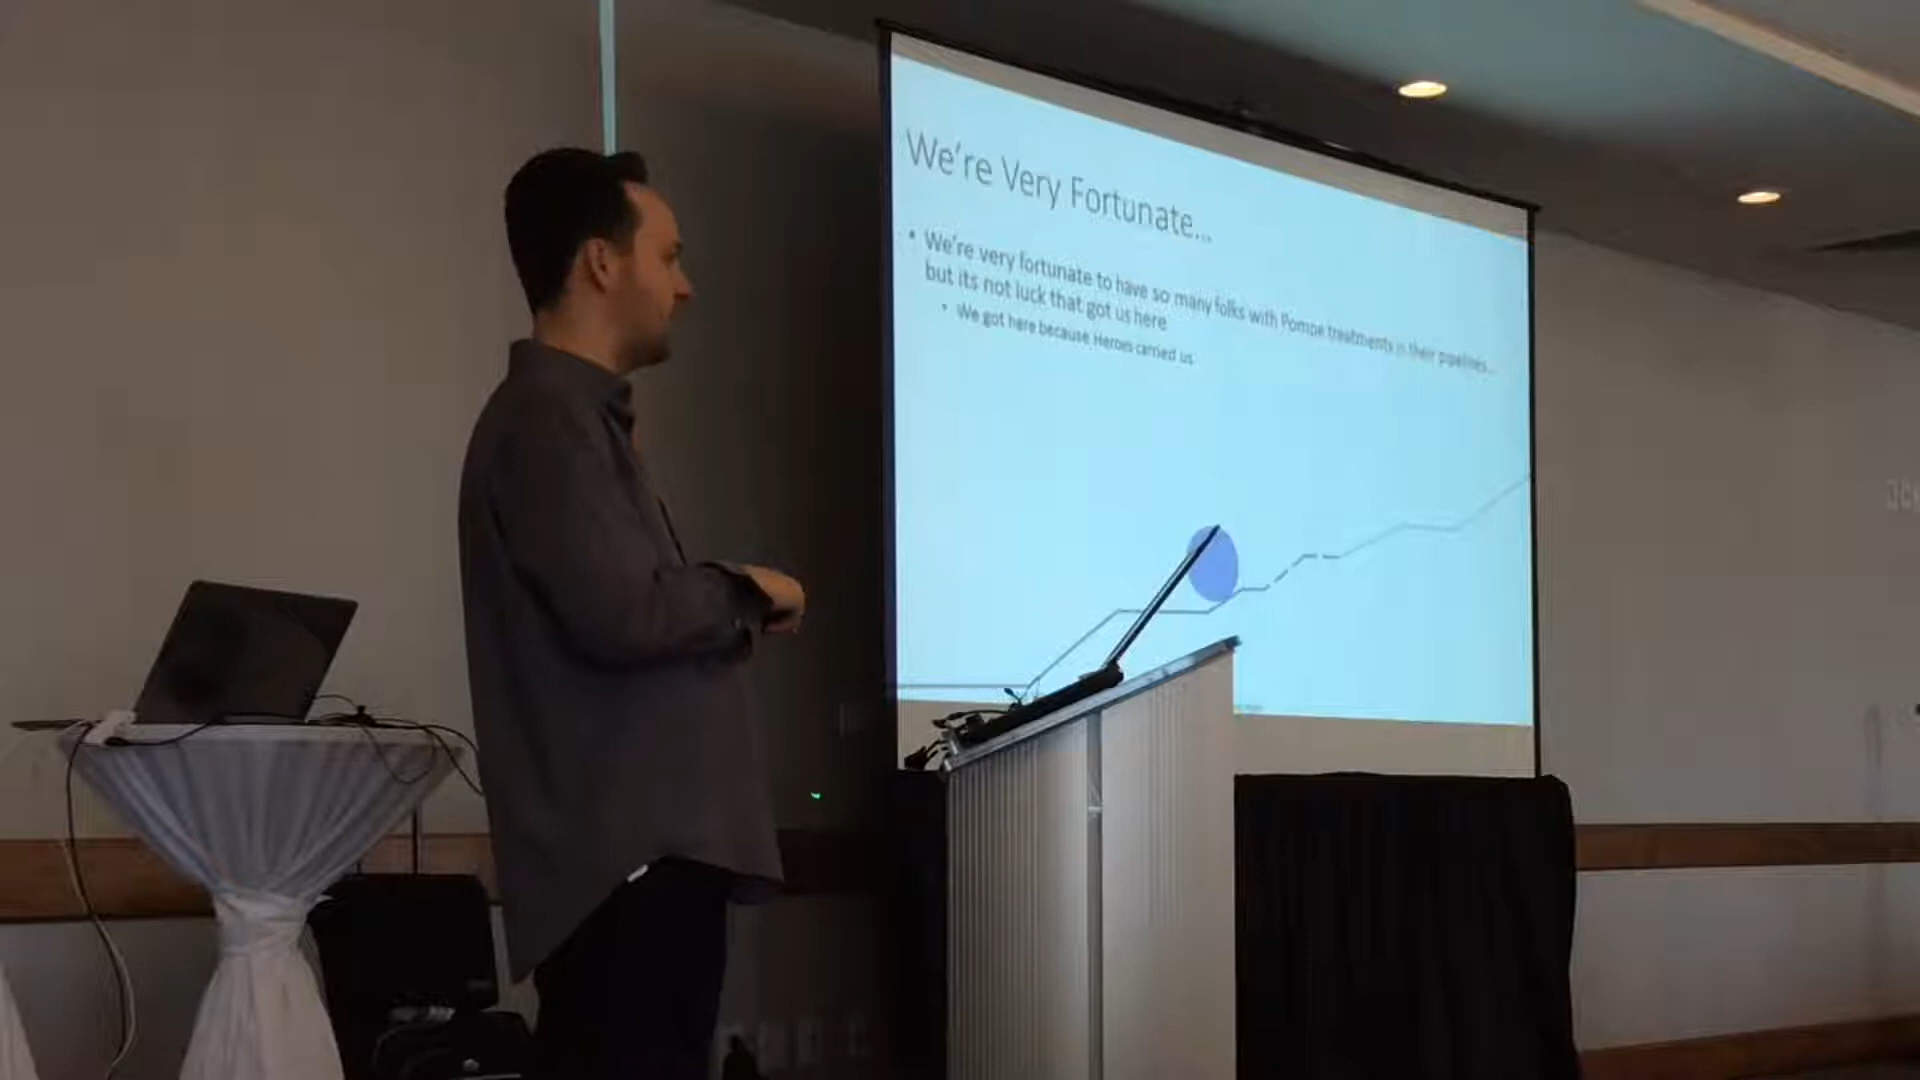 We're Very Fortunate...
• We're very fortunate to have so many folks with Pompe treatments in their pipelines...
but its not luck that got us here
• We got here because Heroes carried us